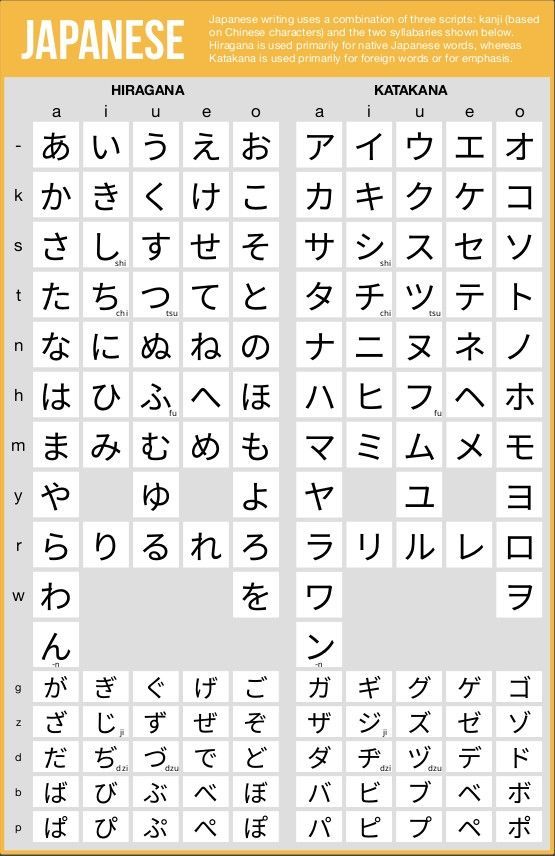 JAPANESE
Japanese writing uses a combination of three scripts: kanji (based
on Chinese characters) and the two syllabaries shown below.
Hiragana is used primarily for native Japanese words, whereas
Katakana is used primarily for foreign words or for emphasis.
HIRAGANA KATAKANA
a i u e o a i u e o
- あ い う え お ア イ ウ エ オ
k か き く け こ カ キ ク ケ コ
s さ し shi す せ そ サ シ shi ス セ ソ
t た ち chi つ tsu て と タ チ chi ツ tsu テ ト
n な に ぬ ね の ナ ニ ヌ ネ ノ
h は ひ ふ fu へ ほ ハ ヒ フ fu ヘ ホ
m ま み む め も マ ミ ム メ モ
y や ゆ よ ヤ ユ ヨ
r ら り る れ ろ ラ リ ル レ ロ
w わ を ワ ヲ
ん -n ン -n
g が ぎ ぐ げ ご ガ ギ グ ゲ ゴ
z ざ じ ji ず ぜ ぞ ザ ジ ji ズ ゼ ゾ
d だ ぢ dzi づ dzu で ど ダ ヂ dzi ヅ dzu デ ド
b ば び ぶ べ ぼ バ ビ ブ ベ ボ
p ぱ ぴ ぷ ぺ ぽ パ ピ プ ペ ポ